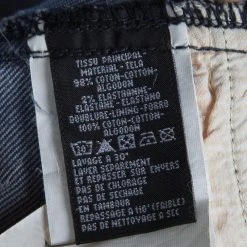 TISSU PRINCIPAL-
MATERIAL-TELA
98% COTON-COTTON-
ALGODON
2% ELASTHANNE-
ELASTANE-ELASTANO
DOUBLURE-LINING-FORRO
100% COTON-COTTON-
ALGODON
LAVAGE A 30°
LAVER SEPAREMENT
ET REPASSER SUR ENVERS
PAS DE CHLORAGE
PAS DE SECHAGE
EN TAMBOUR
REPASSAGE A 110°(FAIBLE)
PAS DE NETTOYAGE A SEC